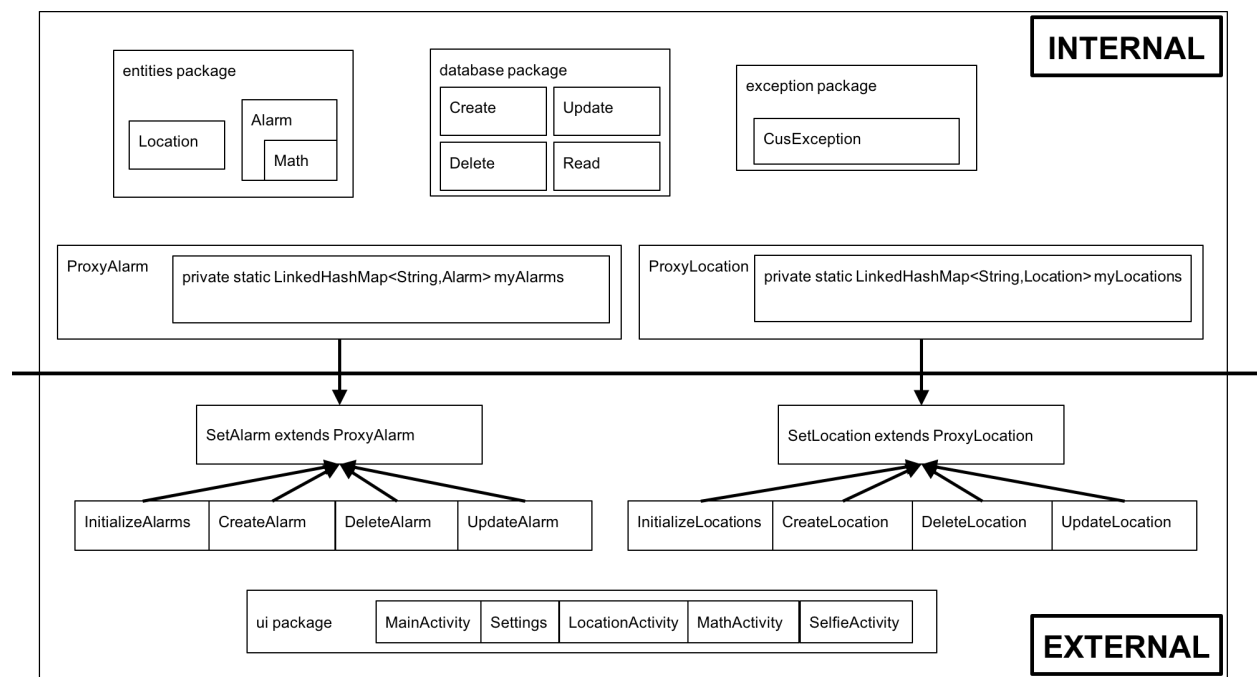 INTERNAL
entities package
Location
Alarm
Math
database package
Create
Update
Delete
Read
exception package
CusException
ProxyAlarm
private static LinkedHashMap<String,Alarm> myAlarms
ProxyLocation
private static LinkedHashMap<String,Location> myLocations
SetAlarm extends ProxyAlarm
SetLocation extends ProxyLocation
InitializeAlarms
CreateAlarm
DeleteAlarm
UpdateAlarm
InitializeLocations
CreateLocation
DeleteLocation
UpdateLocation
ui package
MainActivity
Settings
LocationActivity
MathActivity
SelfieActivity
EXTERNAL